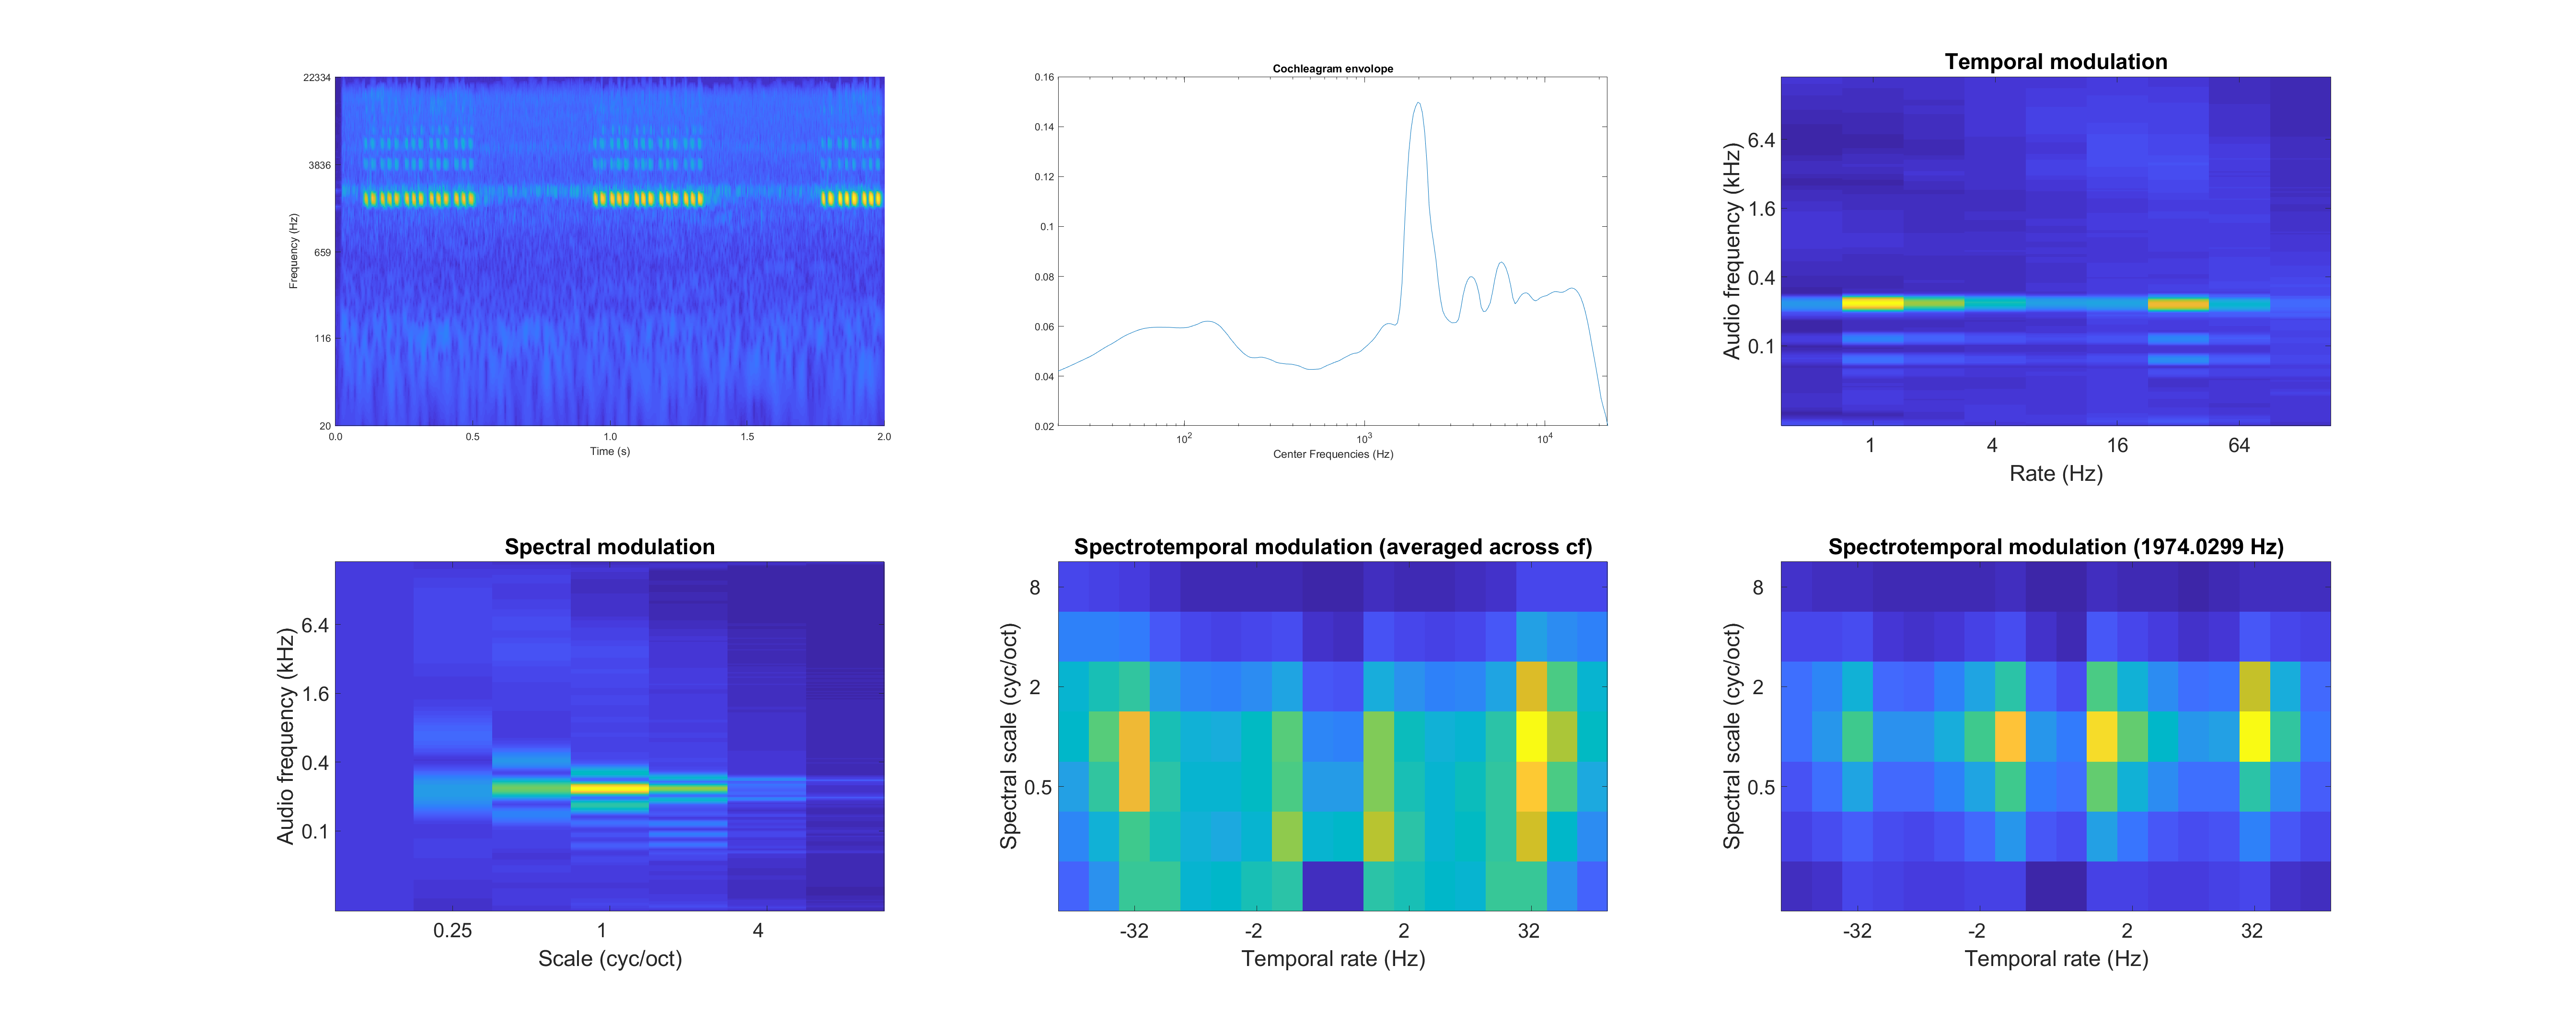 22334
3836
659
116
20
Frequency (Hz)
0.0 0.5 1.0 1.5 2.0
Time (s)
Cochleagram envolope
0.16
0.14
0.12
0.1
0.08
0.06
0.04
0.02
10^2 10^3 10^4
Center Frequencies (Hz)
Temporal modulation
Audio frequency (kHz)
6.4
1.6
0.4
0.1
1 4 16 64
Rate (Hz)
Spectral modulation
Audio frequency (kHz)
6.4
1.6
0.4
0.1
0.25 1 4
Scale (cyc/oct)
Spectrotemporal modulation (averaged across cf)
Spectral scale (cyc/oct)
8
2
0.5
-32 -2 2 32
Temporal rate (Hz)
Spectrotemporal modulation (1974.0299 Hz)
Spectral scale (cyc/oct)
8
2
0.5
-32 -2 2 32
Temporal rate (Hz)